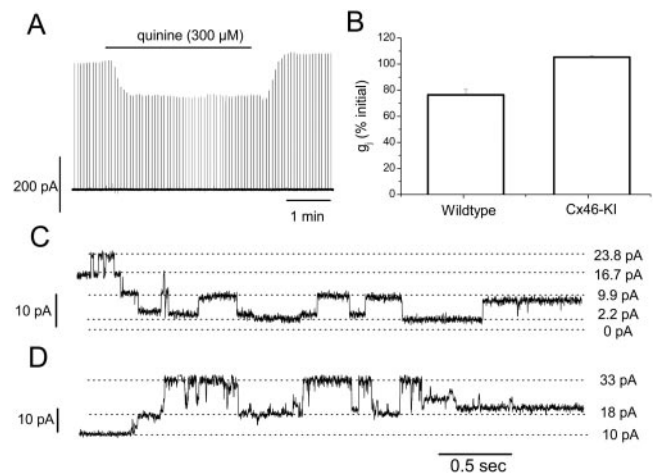 A
quinine (300 µM)
200 pA
1 min
B
gj (% initial)
120
100
80
60
40
20
0
Wildtype
Cx46-KI
C
23.8 pA
16.7 pA
9.9 pA
2.2 pA
0 pA
10 pA
D
33 pA
18 pA
10 pA
10 pA
0.5 sec